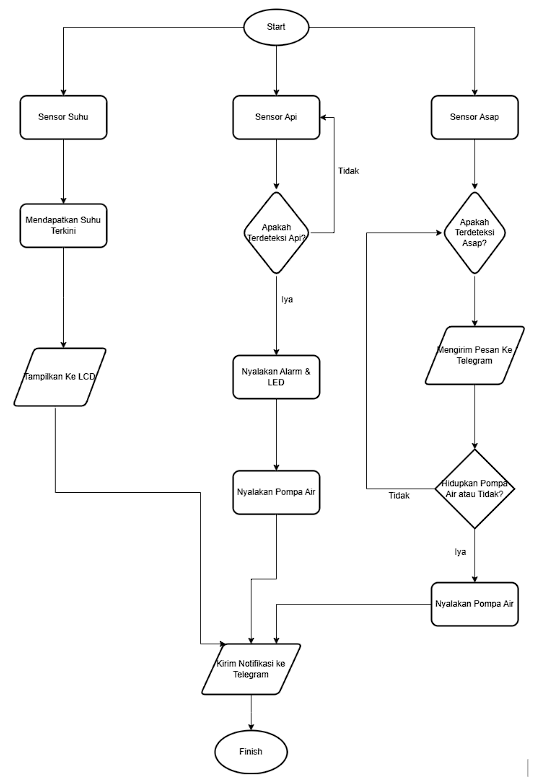 Start
Sensor Suhu
Sensor Api
Sensor Asap
Tidak
Mendapatkan Suhu
Terkini
Apakah
Terdeteksi Api?
Apakah
Terdeteksi
Asap?
Iya
Tampilkan Ke LCD
Nyalakan Alarm &
LED
Mengirim Pesan Ke
Telegram
Nyalakan Pompa Air
Hidupkan Pompa
Air atau Tidak?
Tidak
Iya
Nyalakan Pompa Air
Kirim Notifikasi ke
Telegram
Finish